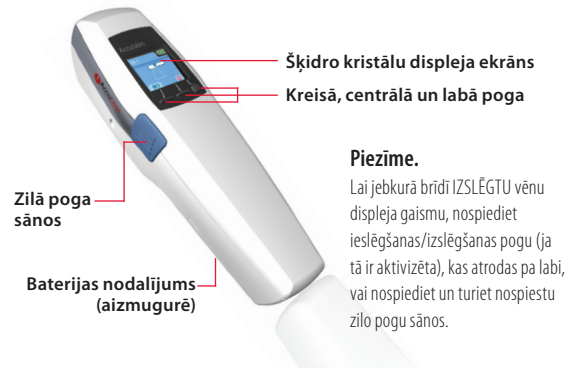 AccuVein
Šķidro kristālu displeja ekrāns
Kreisā, centrālā un labā poga
Piezīme.
Lai jebkurā brīdī IZSLĒGTU vēnu
displeja gaismu, nospiediet
ieslēgšanas/izslēgšanas pogu (ja
tā ir aktivizēta), kas atrodas pa labi,
vai nospiediet un turiet nospiestu
zilo pogu sānos.
Zilā poga
sānos
Baterijas nodalījums
(aizmugurē)